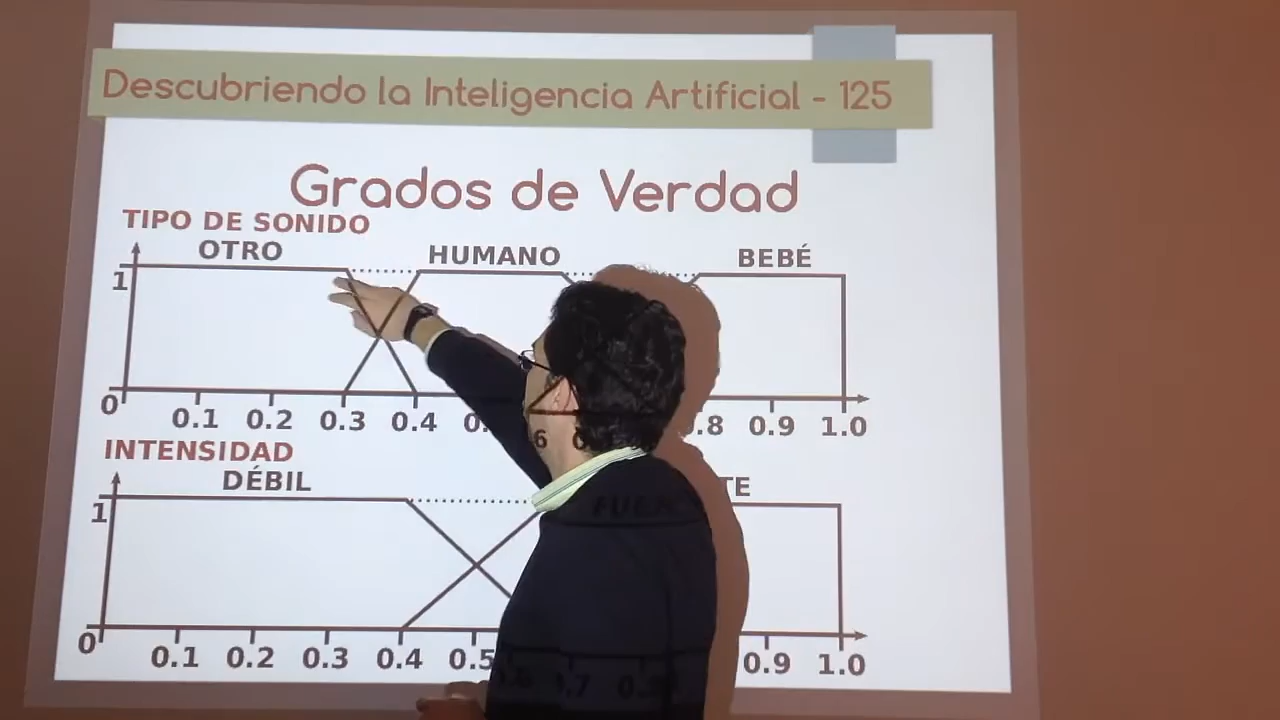 Descubriendo la Inteligencia Artificial - 125
Grados de Verdad
TIPO DE SONIDO
OTRO HUMANO BEBÉ
1
0 0.1 0.2 0.3 0.4 0.9 1.0
INTENSIDAD
DÉBIL
1
0 0.1 0.2 0.3 0.4 0.5 0.9 1.0